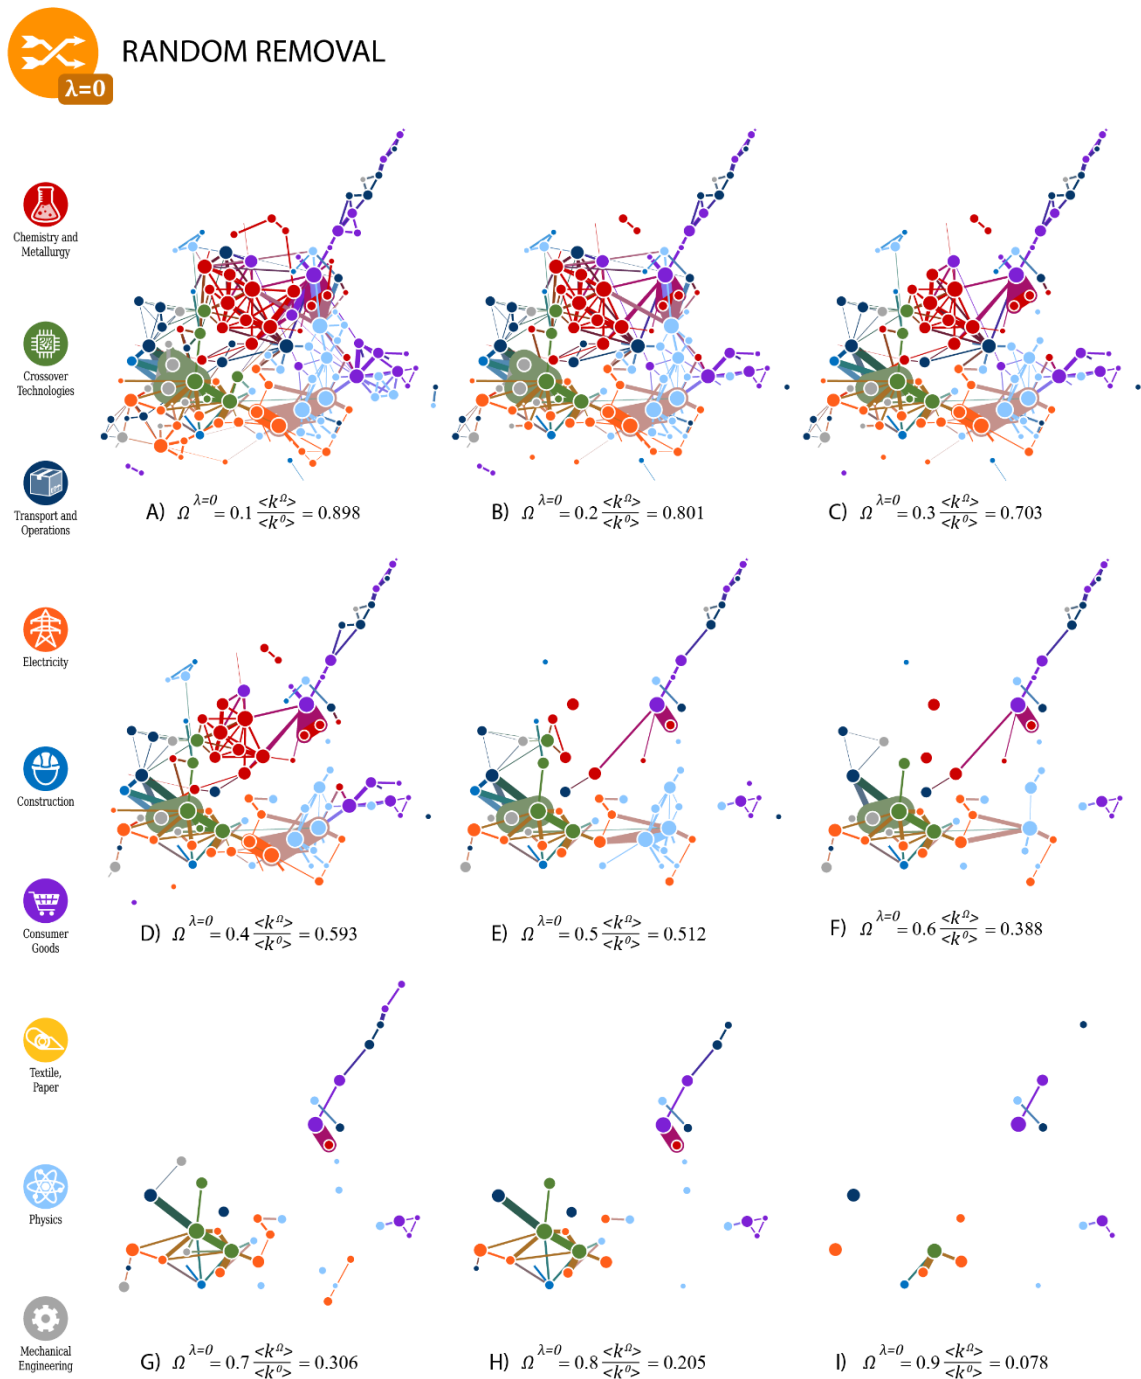 RANDOM REMOVAL
λ=0
Chemistry and
Metallurgy
Crossover
Technologies
Transport and
Operations
A) Ω^λ=0 = 0.1 <k^Ω>/<k^0> = 0.898
B) Ω^λ=0 = 0.2 <k^Ω>/<k^0> = 0.801
C) Ω^λ=0 = 0.3 <k^Ω>/<k^0> = 0.703
Electricity
Construction
Consumer
Goods
D) Ω^λ=0 = 0.4 <k^Ω>/<k^0> = 0.593
E) Ω^λ=0 = 0.5 <k^Ω>/<k^0> = 0.512
F) Ω^λ=0 = 0.6 <k^Ω>/<k^0> = 0.388
Textile,
Paper
Physics
Mechanical
Engineering
G) Ω^λ=0 = 0.7 <k^Ω>/<k^0> = 0.306
H) Ω^λ=0 = 0.8 <k^Ω>/<k^0> = 0.205
I) Ω^λ=0 = 0.9 <k^Ω>/<k^0> = 0.078